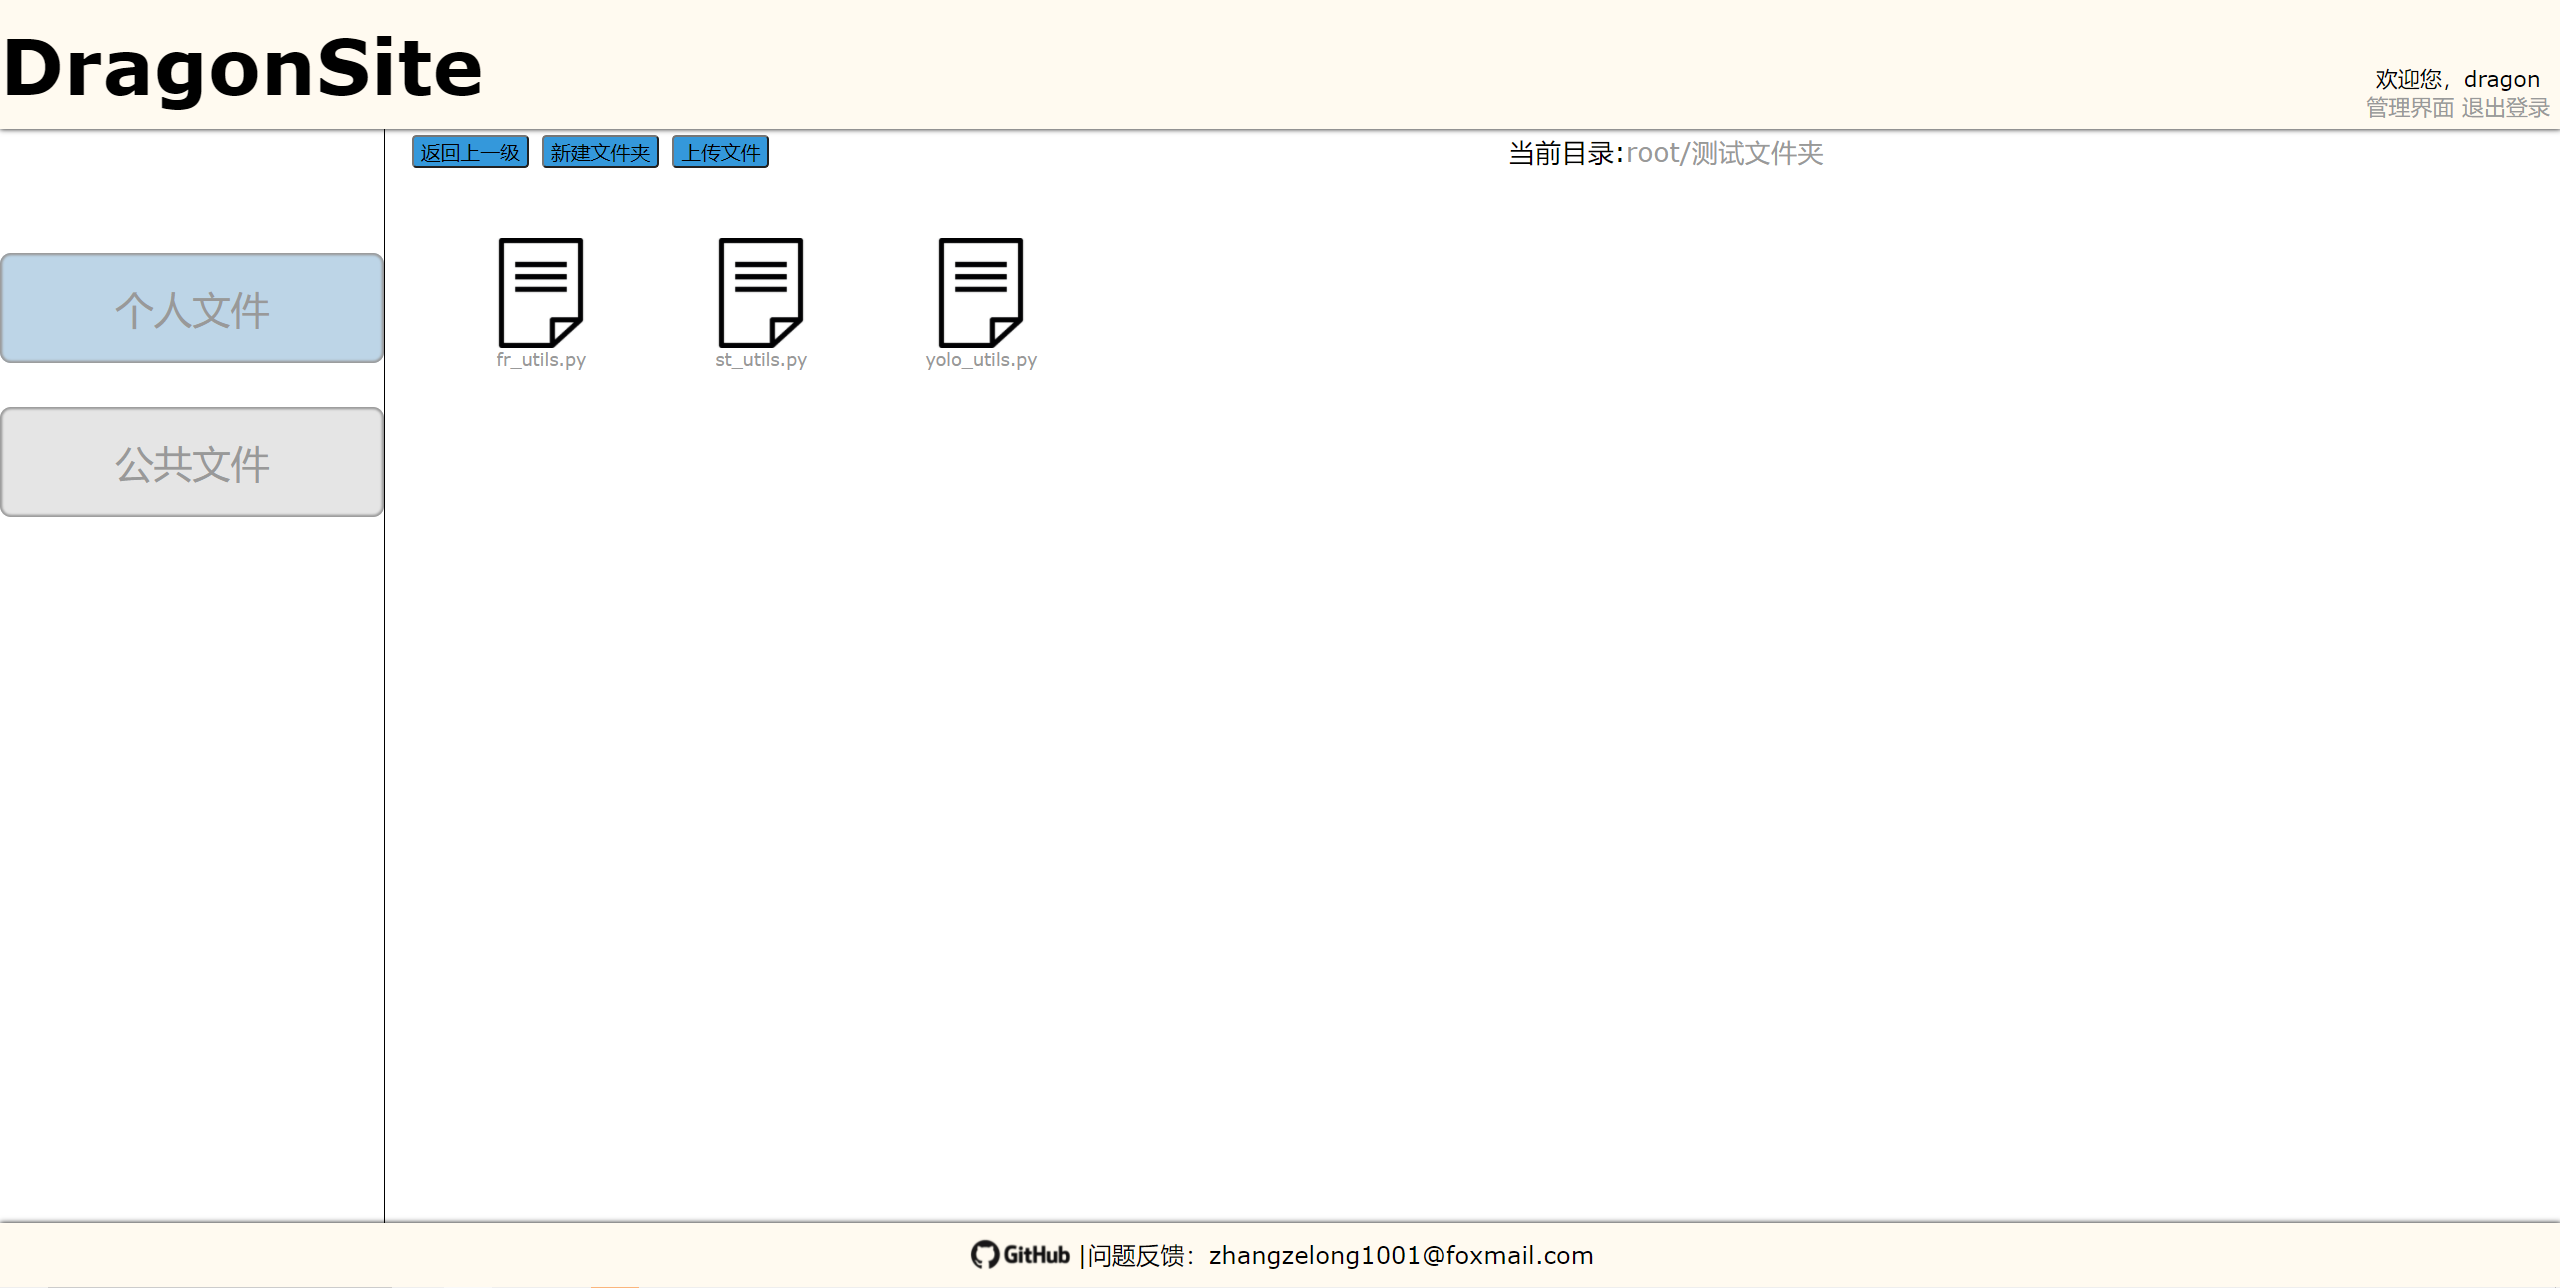 DragonSite
欢迎您，dragon
管理界面 退出登录
返回上一级 新建文件夹 上传文件 当前目录:root/测试文件夹
个人文件
公共文件
fr_utils.py st_utils.py yolo_utils.py
GitHub |问题反馈：zhangzelong1001@foxmail.com